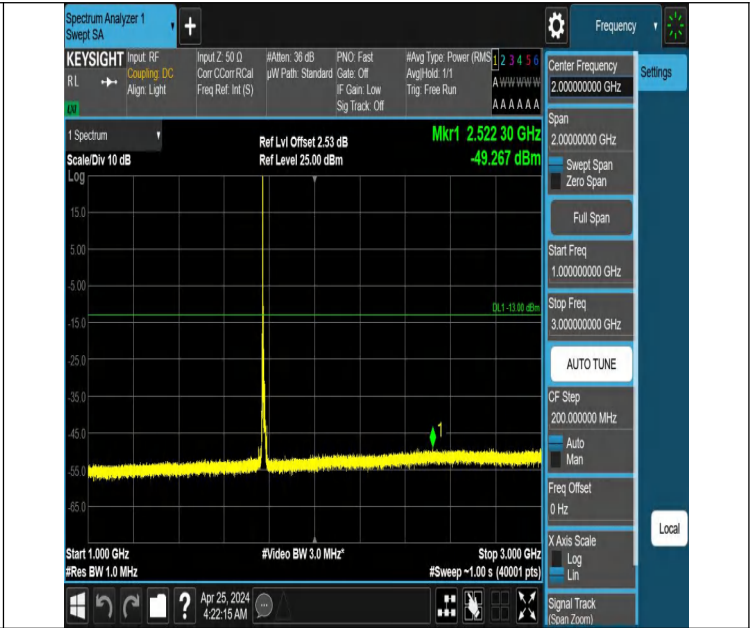 Spectrum Analyzer 1
Swept SA
+
Frequency
KEYSIGHT
RL
LXI
Input: RF
Coupling: DC
Align: Light
Input Z: 50 Ω
Corr CCorr RCal
Freq Ref: Int (S)
#Atten: 36 dB
µW Path: Standard
PNO: Fast
Gate: Off
IF Gain: Low
Sig Track: Off
#Avg Type: Power (RMS
Avg|Hold: 1/1
Trig: Free Run
1 2 3 4 5 6
A W W W W W
A A A A A A
Center Frequency
2.000000000 GHz
Settings
1 Spectrum
Scale/Div 10 dB
Log
Ref Lvl Offset 2.53 dB
Ref Level 25.00 dBm
Mkr1 2.522 30 GHz
-49.267 dBm
Span
2.00000000 GHz
Swept Span
Zero Span
Full Span
Start Freq
1.000000000 GHz
Stop Freq
3.000000000 GHz
AUTO TUNE
CF Step
200.000000 MHz
Auto
Man
Freq Offset
0 Hz
X Axis Scale
Log
Lin
Signal Track
(Span Zoom)
Local
15.0
5.00
-5.00
-15.0
-25.0
-35.0
-45.0
-55.0
-65.0
DL1 -13.00 dBm
1
Start 1.000 GHz
#Res BW 1.0 MHz
#Video BW 3.0 MHz*
Stop 3.000 GHz
#Sweep ~1.00 s (40001 pts)
?
Apr 25, 2024
4:22:15 AM